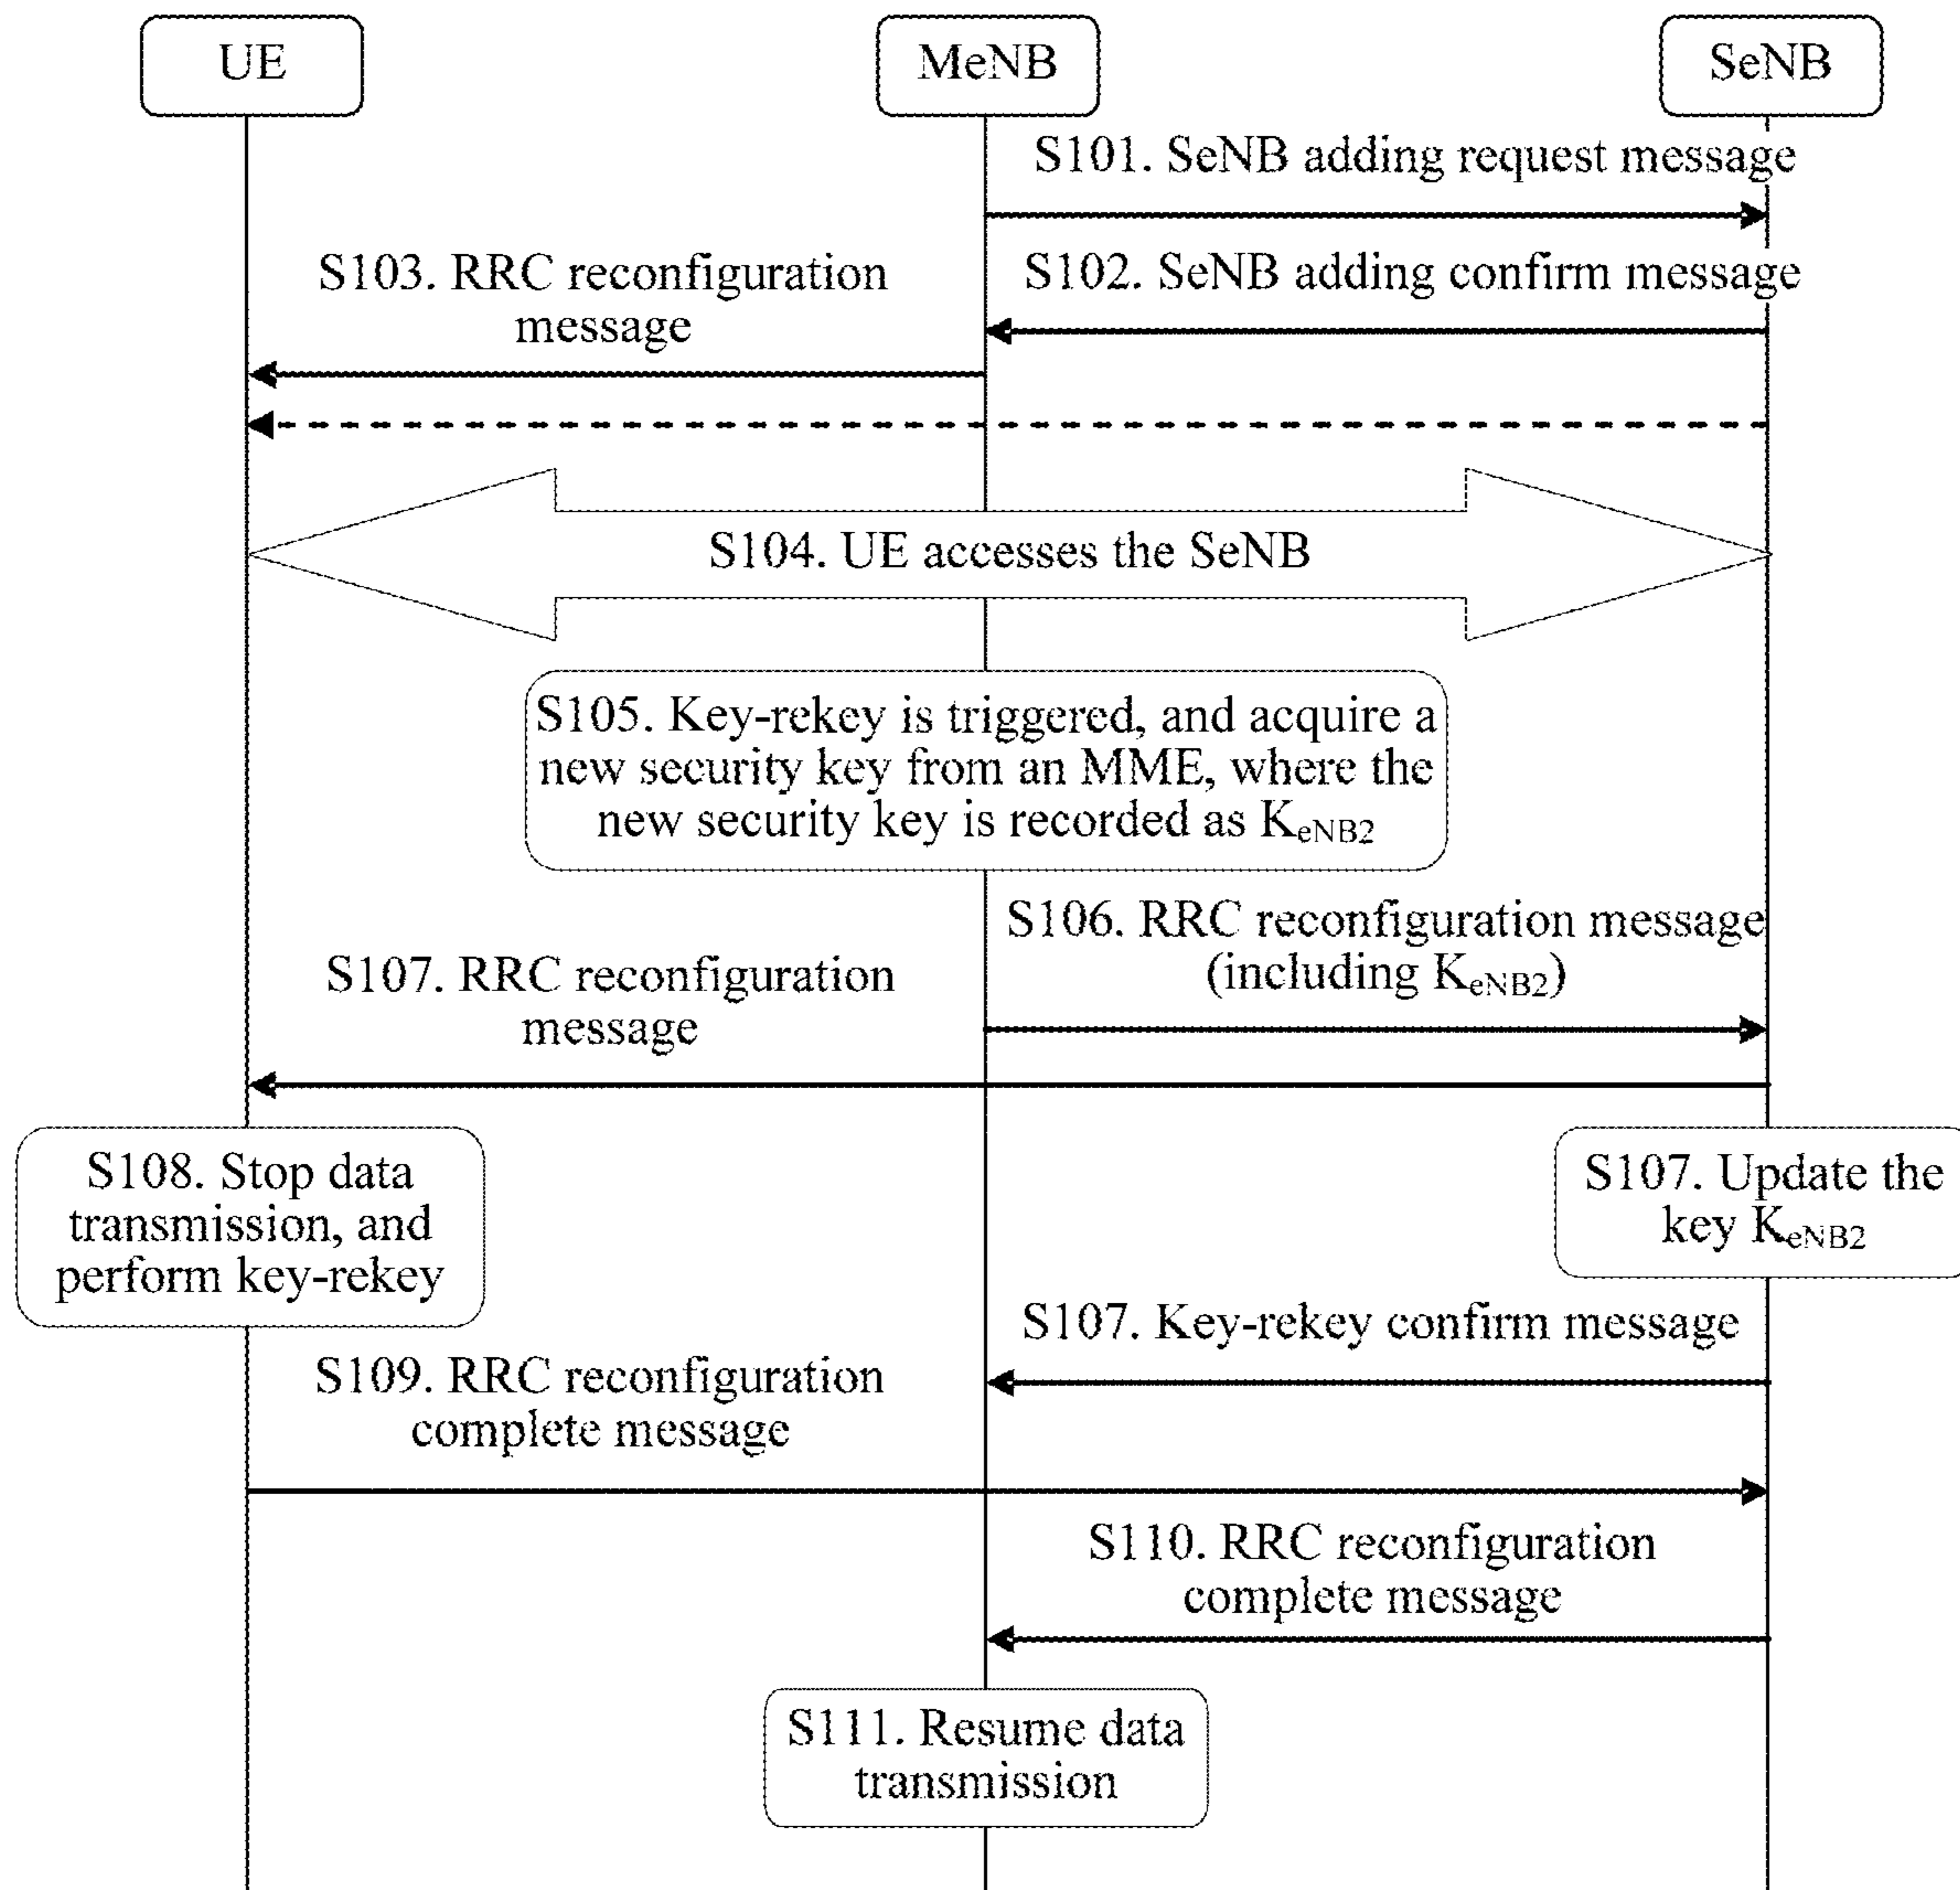 UE
MeNB
SeNB
S101. SeNB adding request message
S103. RRC reconfiguration
message
S102. SeNB adding confirm message
S104. UE accesses the SeNB
S105. Key-rekey is triggered, and acquire a
new security key from an MME, where the
new security key is recorded as KeNB2
S106. RRC reconfiguration message
(including KeNB2)
S107. RRC reconfiguration
message
S108. Stop data
transmission, and
perform key-rekey
S107. Update the
key KeNB2
S107. Key-rekey confirm message
S109. RRC reconfiguration
complete message
S110. RRC reconfiguration
complete message
S111. Resume data
transmission